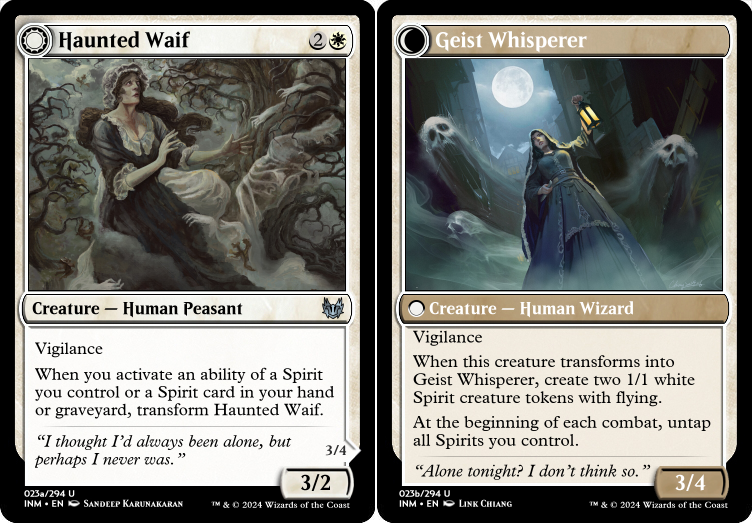 Haunted Waif
2
Creature — Human Peasant
Vigilance
When you activate an ability of a Spirit
you control or a Spirit card in your hand
or graveyard, transform Haunted Waif.
“I thought I’d always been alone, but
perhaps I never was.”
3/4
3/2
023a/294 U
INM • EN Sandeep Karunakaran
™ & © 2024 Wizards of the Coast
Geist Whisperer
Creature — Human Wizard
Vigilance
When this creature transforms into
Geist Whisperer, create two 1/1 white
Spirit creature tokens with flying.
At the beginning of each combat, untap
all Spirits you control.
“Alone tonight? I don’t think so.”
3/4
023b/294 U
INM • EN Link Chiang
™ & © 2024 Wizards of the Coast